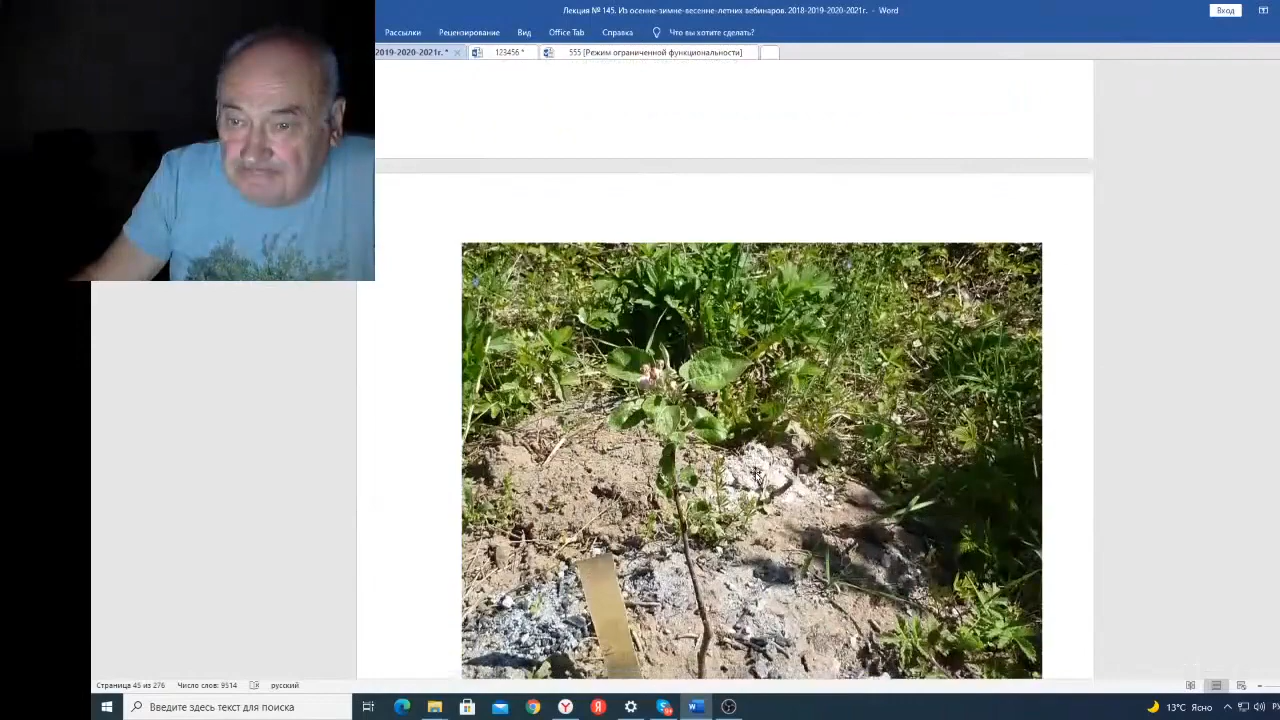 Лекция № 145. Из осенне-зимне-весенне-летних вебинаров. 2018-2019-2020-2021г. - Word
Вход
Рассылки Рецензирование Вид Office Tab Справка Что вы хотите сделать?
2019-2020-2021г. * 123456 * 555 [Режим ограниченной функциональности]
Страница 45 из 276 Число слов: 9514 русский
Введите здесь текст для поиска
13°C Ясно